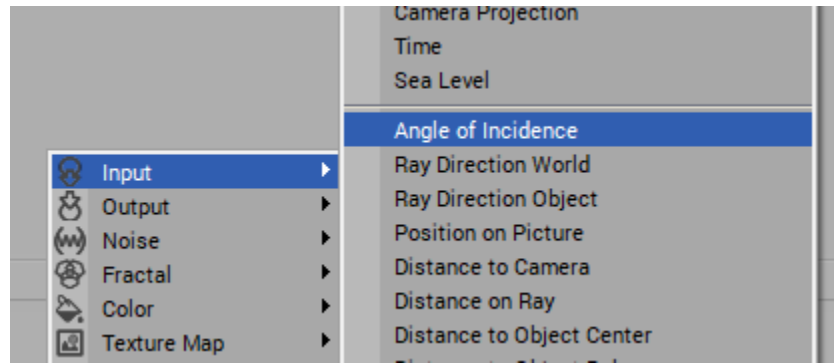 Camera Projection
Time
Sea Level
Angle of Incidence
Ray Direction World
Ray Direction Object
Position on Picture
Distance to Camera
Distance on Ray
Distance to Object Center
Input
Output
Noise
Fractal
Color
Texture Map